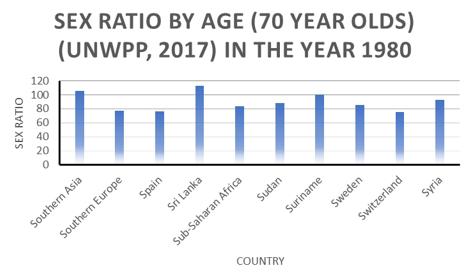 SEX RATIO BY AGE (70 YEAR OLDS)
(UNWPP, 2017) IN THE YEAR 1980
SEX RATIO
120
100
80
60
40
20
0
Southern Asia
Southern Europe
Spain
Sri Lanka
Sub-Saharan Africa
Sudan
Suriname
Sweden
Switzerland
Syria
COUNTRY